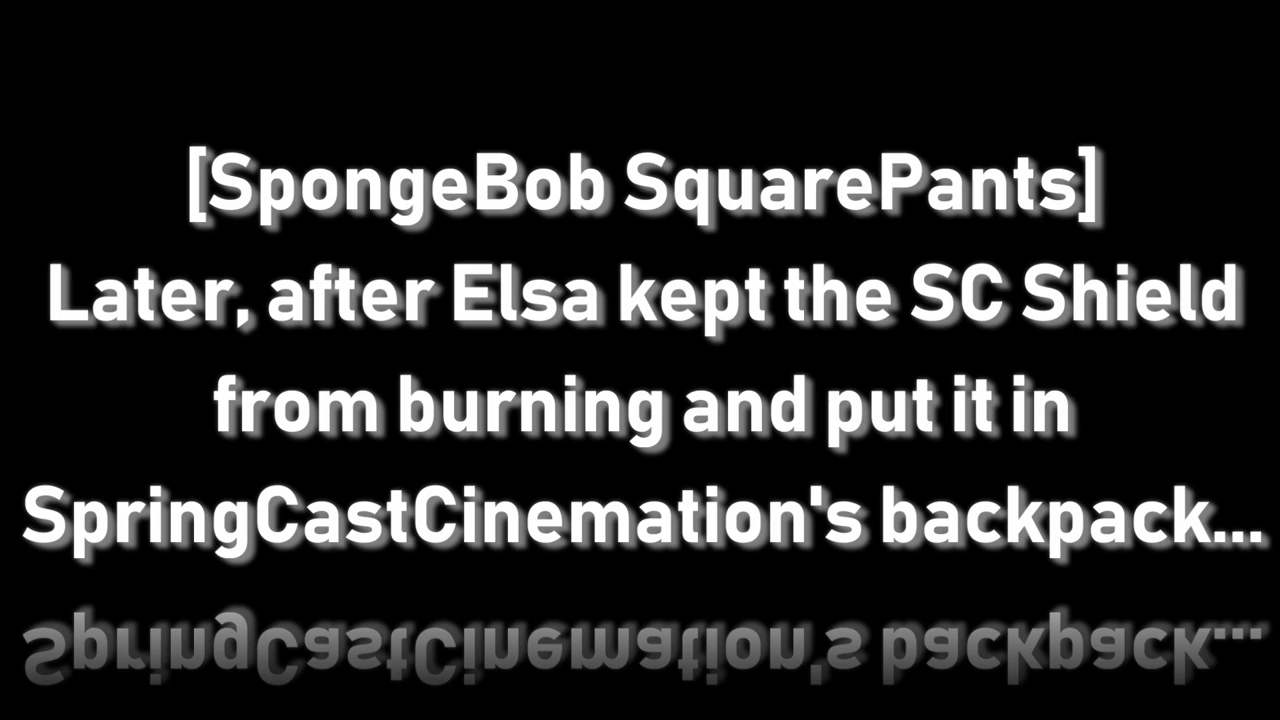 [SpongeBob SquarePants]
Later, after Elsa kept the SC Shield
from burning and put it in
SpringCastCinemation's backpack...